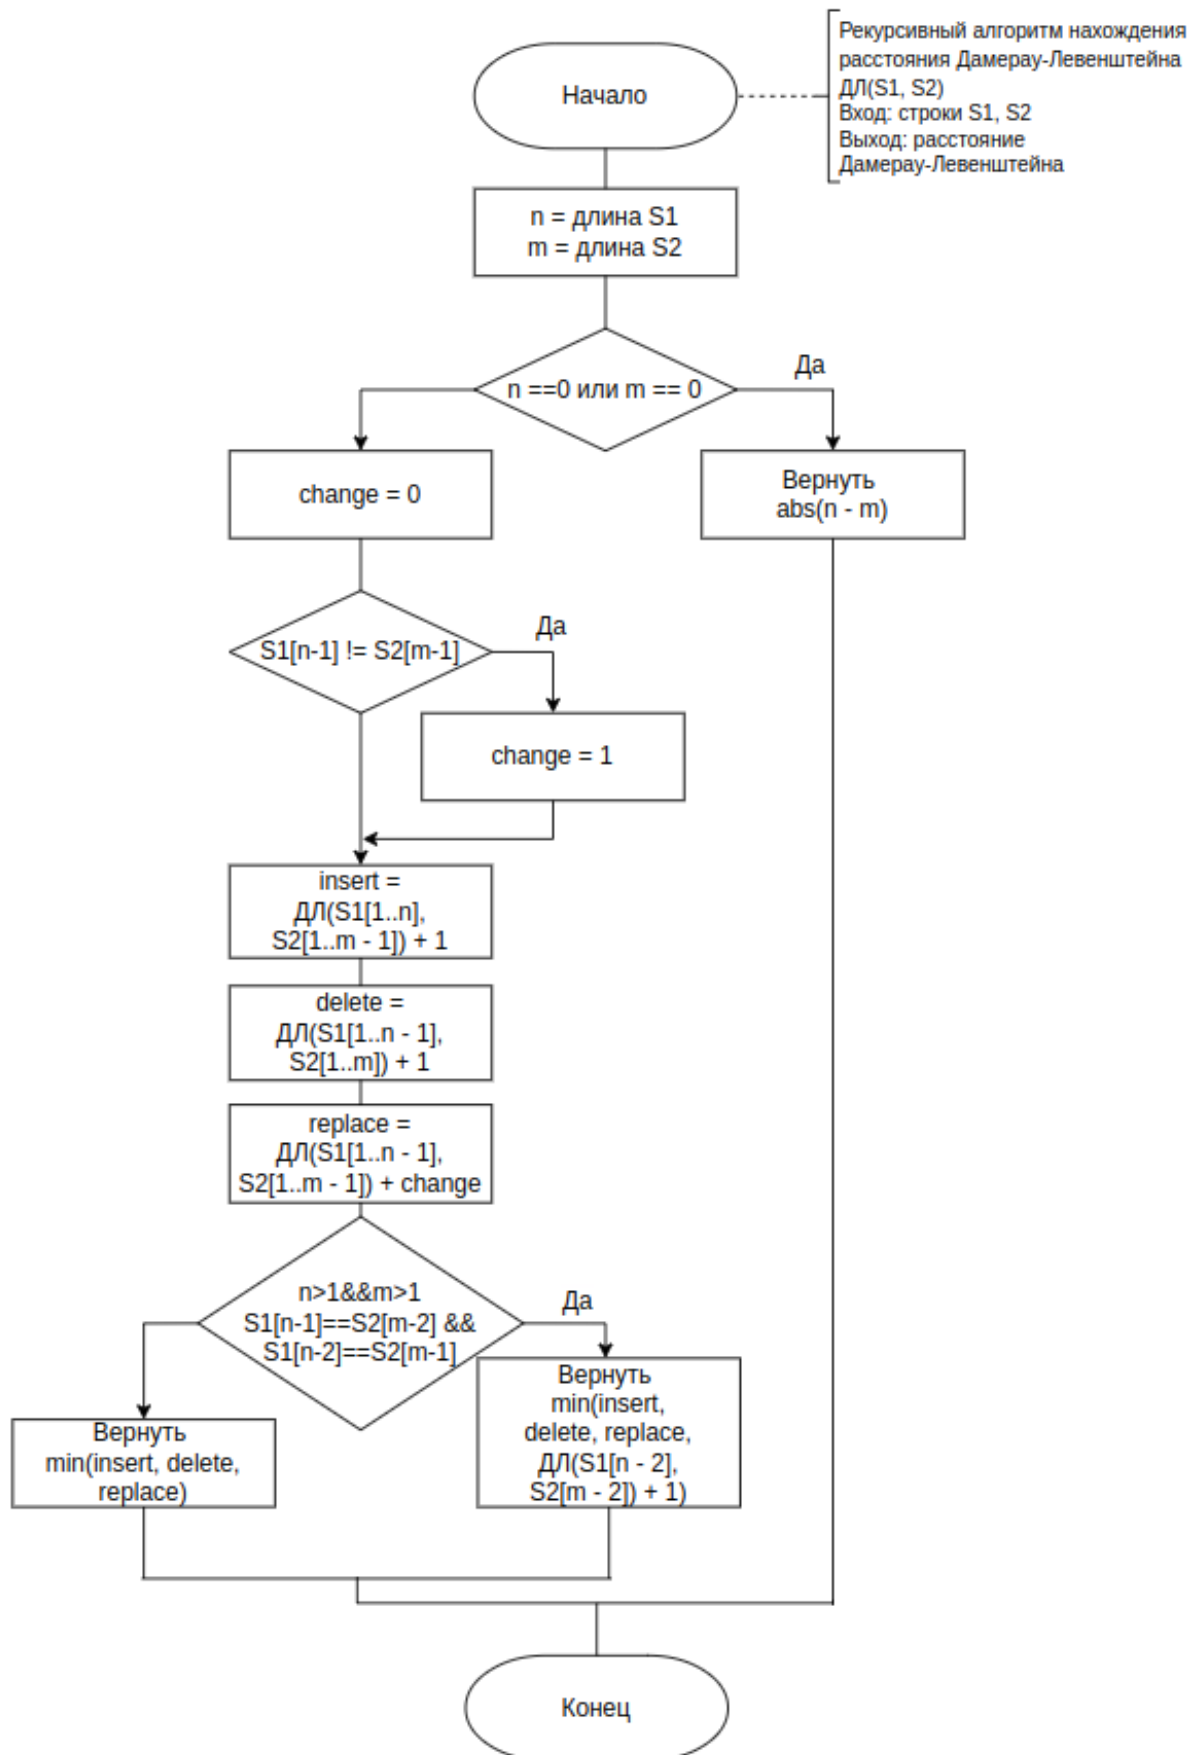 Рекурсивный алгоритм нахождения
расстояния Дамерау-Левенштейна
ДЛ(S1, S2)
Вход: строки S1, S2
Выход: расстояние
Дамерау-Левенштейна
Начало
n = длина S1
m = длина S2
n ==0 или m == 0
Да
change = 0
Вернуть
abs(n - m)
S1[n-1] != S2[m-1]
Да
change = 1
insert =
ДЛ(S1[1..n],
S2[1..m - 1]) + 1
delete =
ДЛ(S1[1..n - 1],
S2[1..m]) + 1
replace =
ДЛ(S1[1..n - 1],
S2[1..m - 1]) + change
n>1&&m>1
S1[n-1]==S2[m-2] &&
S1[n-2]==S2[m-1]
Да
Вернуть
min(insert, delete,
replace)
Вернуть
min(insert,
delete, replace,
ДЛ(S1[n - 2],
S2[m - 2]) + 1)
Конец